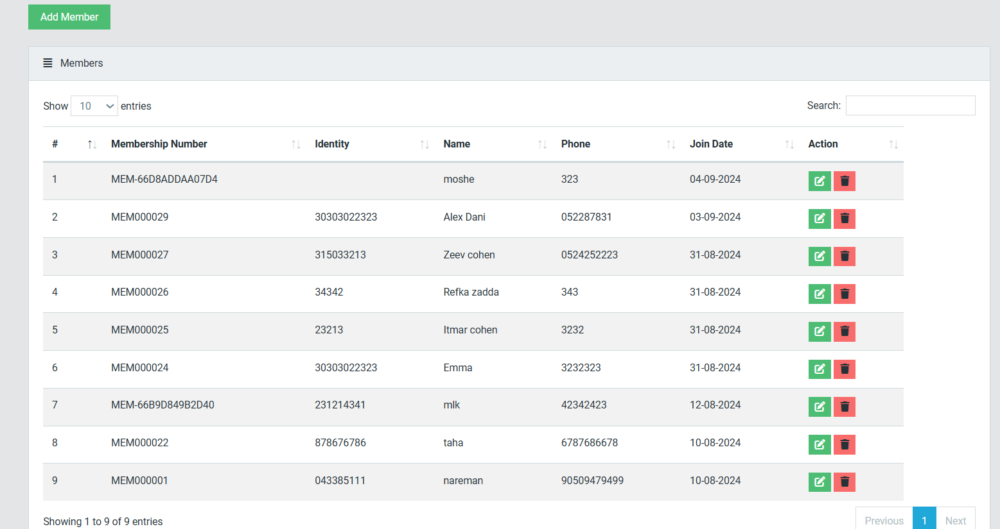 Add Member
Members
Show 10 entries Search:
# Membership Number Identity Name Phone Join Date Action
1 MEM-66D8ADDAA07D4 moshe 323 04-09-2024
2 MEM000029 30303022323 Alex Dani 052287831 03-09-2024
3 MEM000027 315033213 Zeev cohen 0524252223 31-08-2024
4 MEM000026 34342 Refka zadda 343 31-08-2024
5 MEM000025 23213 Itmar cohen 3232 31-08-2024
6 MEM000024 30303022323 Emma 3232323 31-08-2024
7 MEM-66B9D849B2D40 231214341 mlk 42342423 12-08-2024
8 MEM000022 878676786 taha 6787686678 10-08-2024
9 MEM000001 043385111 nareman 90509479499 10-08-2024
Showing 1 to 9 of 9 entries Previous 1 Next